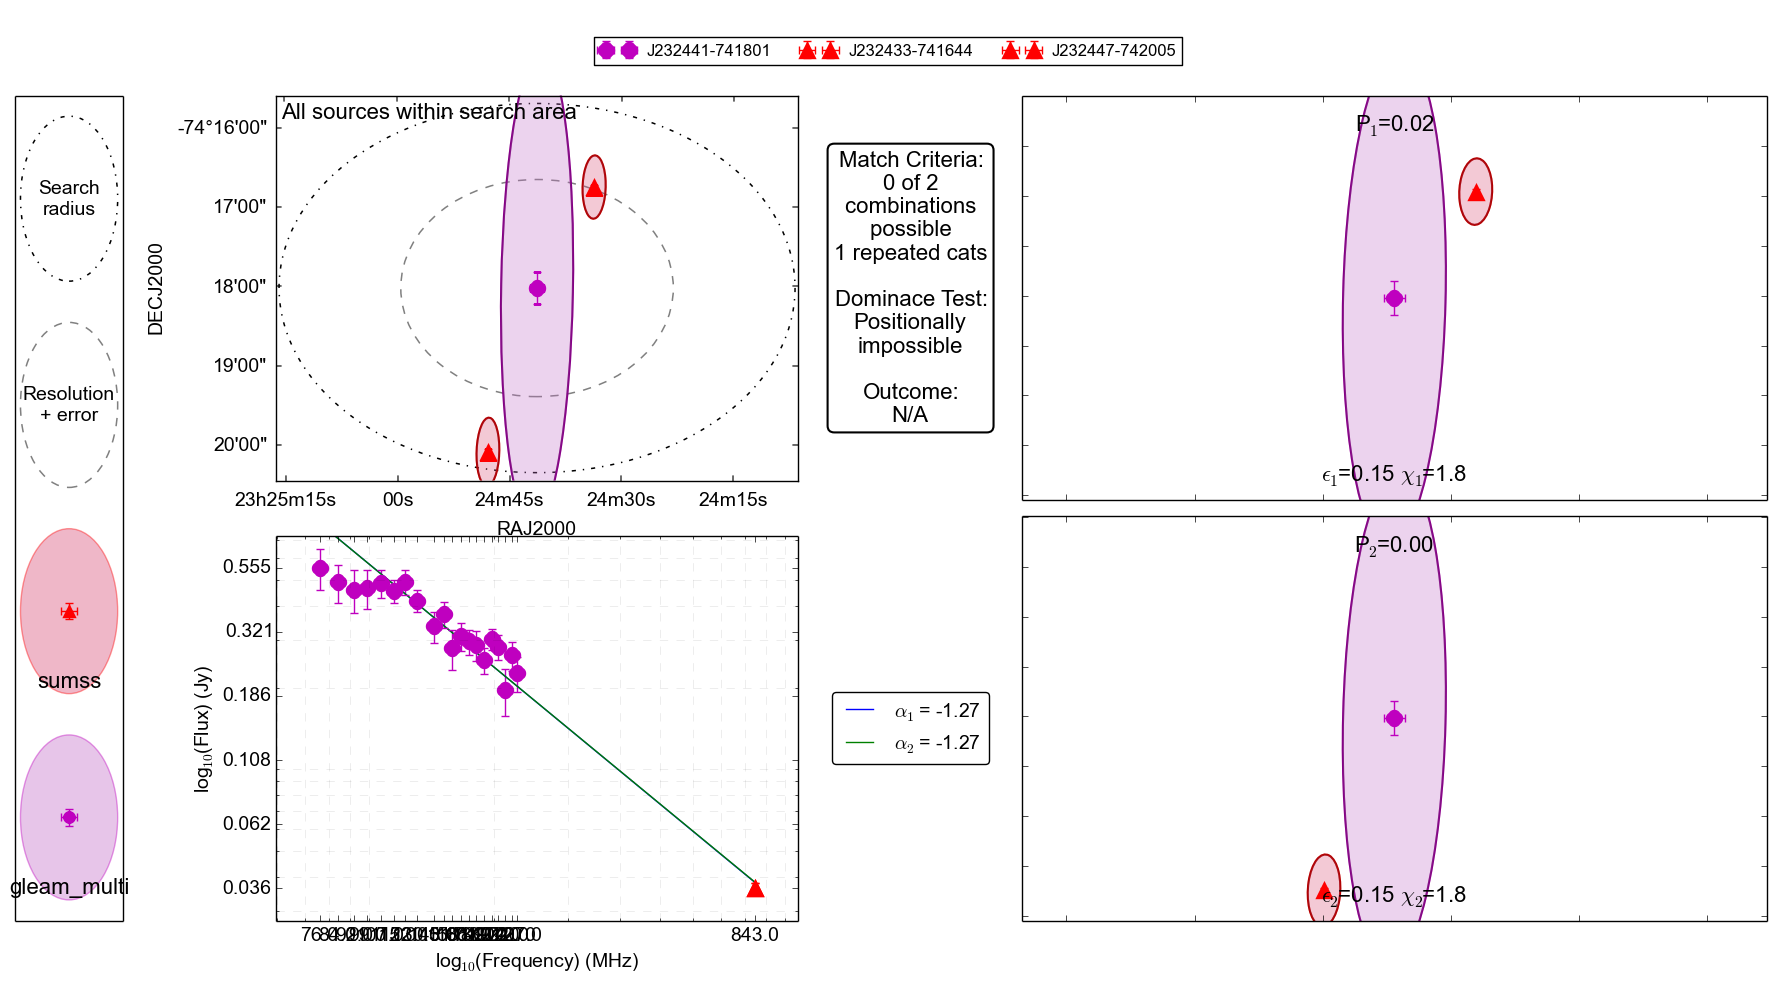 J232441-741801 J232433-741644 J232447-742005
Search
radius
Resolution
+ error
sumss
gleam_multi
All sources within search area
-74°16'00"
17'00"
18'00"
19'00"
20'00"
DECJ2000
23h25m15s 00s 24m45s 24m30s 24m15s
RAJ2000
Match Criteria:
0 of 2
combinations
possible
1 repeated cats
Dominace Test:
Positionally
impossible
Outcome:
N/A
P1=0.02
ϵ1=0.15 χ1=1.8
P2=0.00
ϵ2=0.15 χ2=1.8
0.555
0.321
0.186
0.108
0.062
0.036
log10(Flux) (Jy)
843.0
log10(Frequency) (MHz)
α1 = -1.27
α2 = -1.27